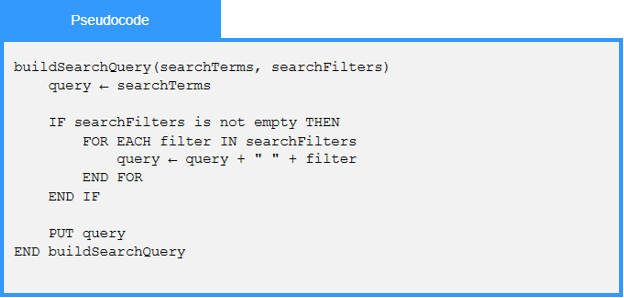 Pseudocode
buildSearchQuery(searchTerms, searchFilters)
    query ← searchTerms

    IF searchFilters is not empty THEN
        FOR EACH filter IN searchFilters
            query ← query + " " + filter
        END FOR
    END IF

    PUT query
END buildSearchQuery